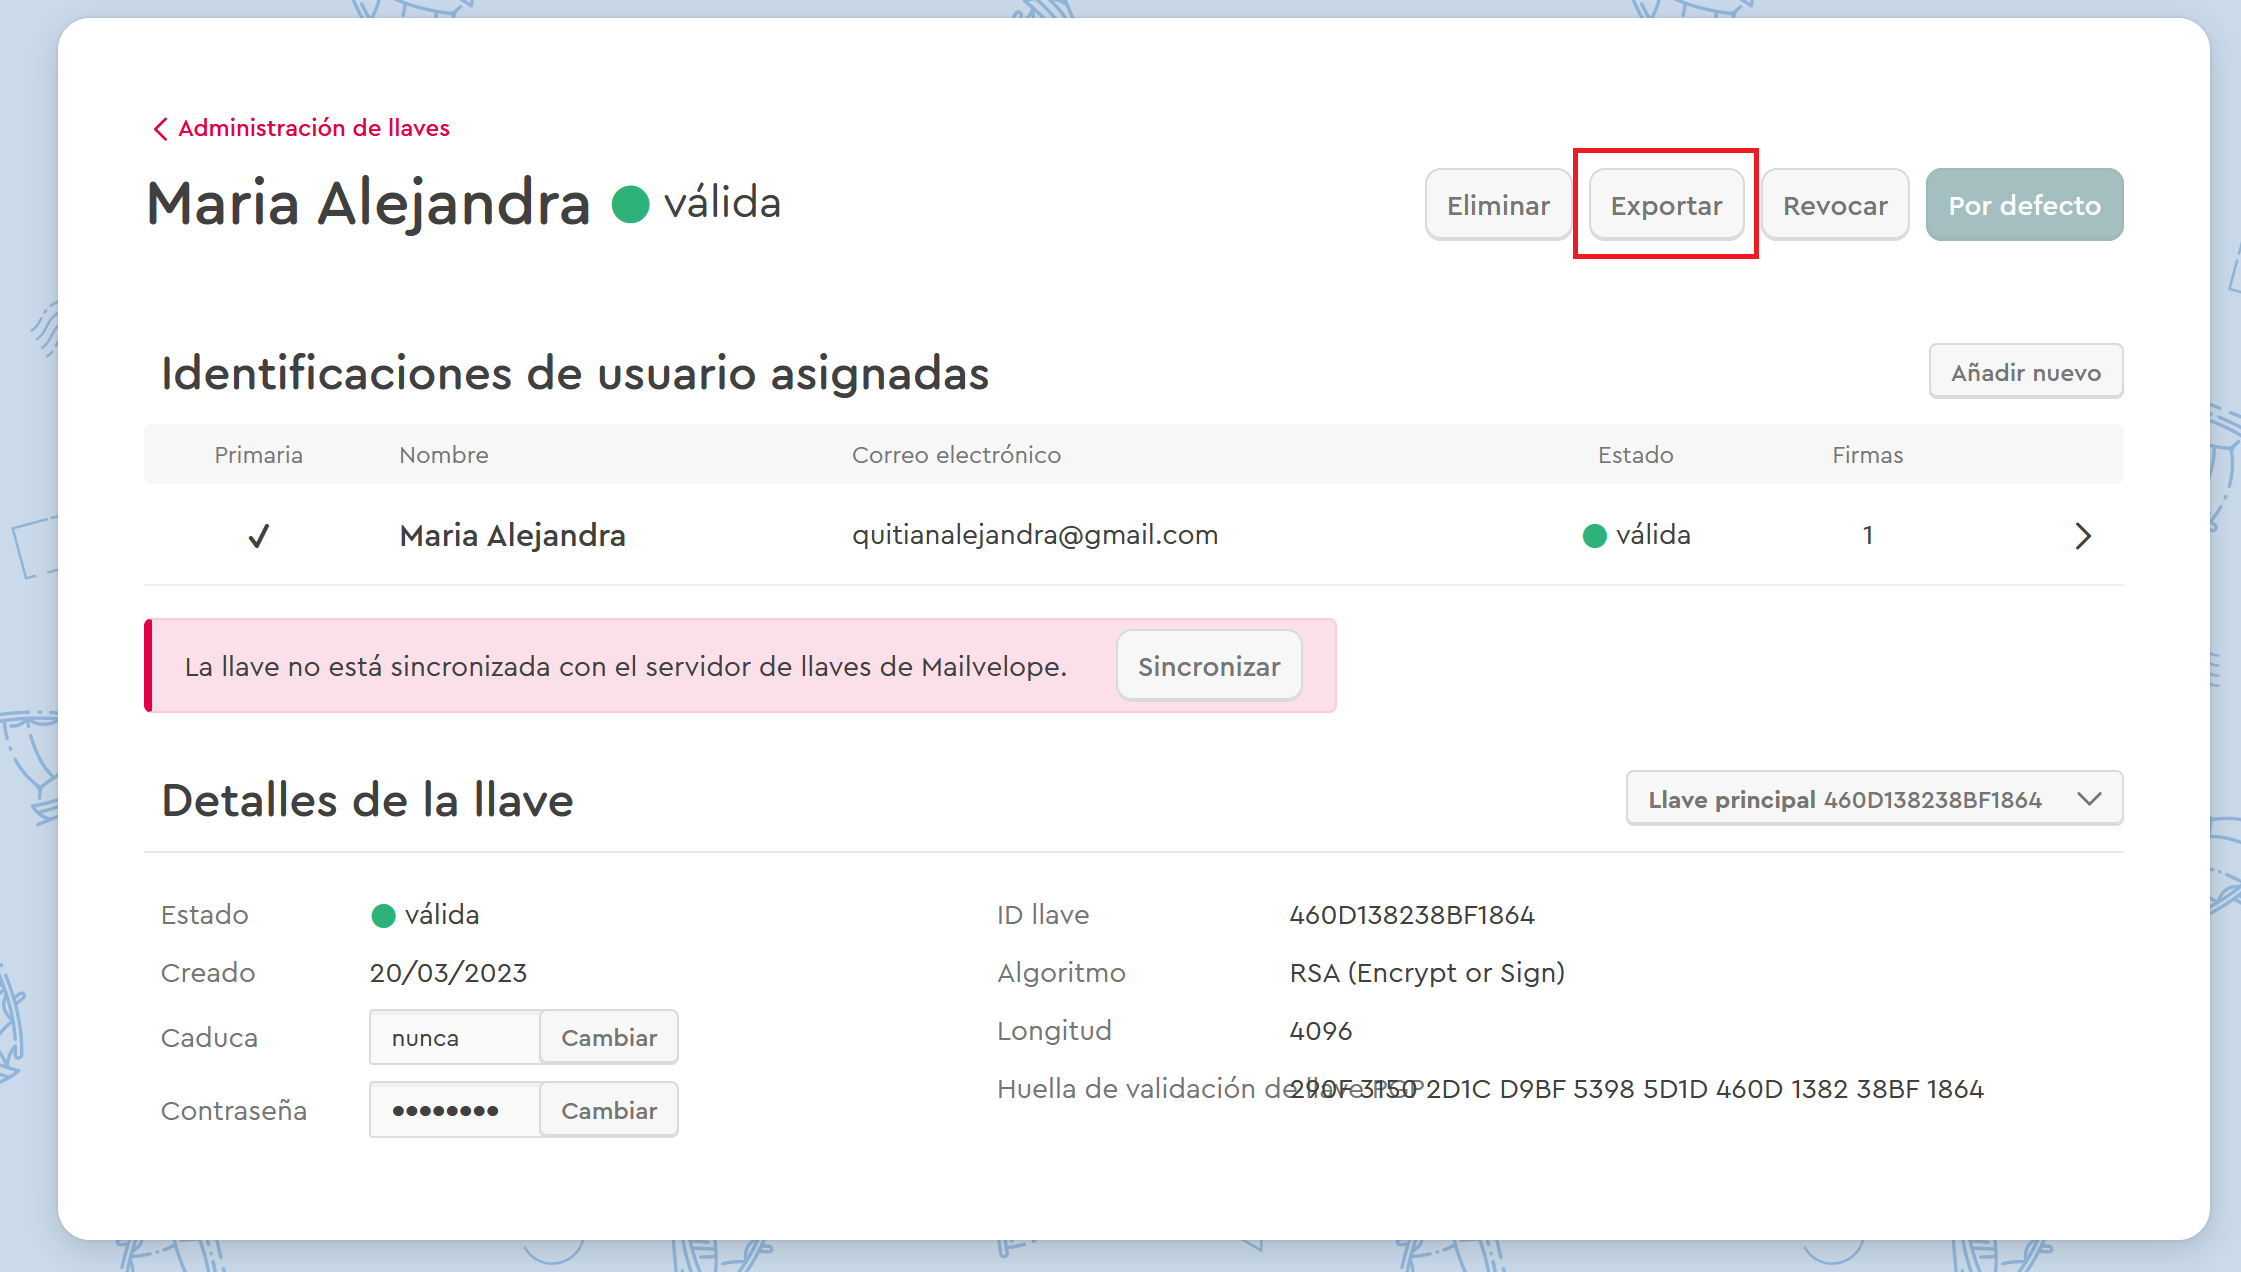 Administración de llaves
Maria Alejandra válida
Eliminar Exportar Revocar Por defecto
Identificaciones de usuario asignadas
Añadir nuevo
Primaria Nombre Correo electrónico Estado Firmas
Maria Alejandra quitianalejandra@gmail.com válida 1
La llave no está sincronizada con el servidor de llaves de Mailvelope. Sincronizar
Detalles de la llave
Llave principal 460D138238BF1864
Estado válida
Creado 20/03/2023
Caduca nunca Cambiar
Contraseña •••••••• Cambiar
ID llave 460D138238BF1864
Algoritmo RSA (Encrypt or Sign)
Longitud 4096
Huella de validación de llave PGP 290F 3150 2D1C D9BF 5398 5D1D 460D 1382 38BF 1864